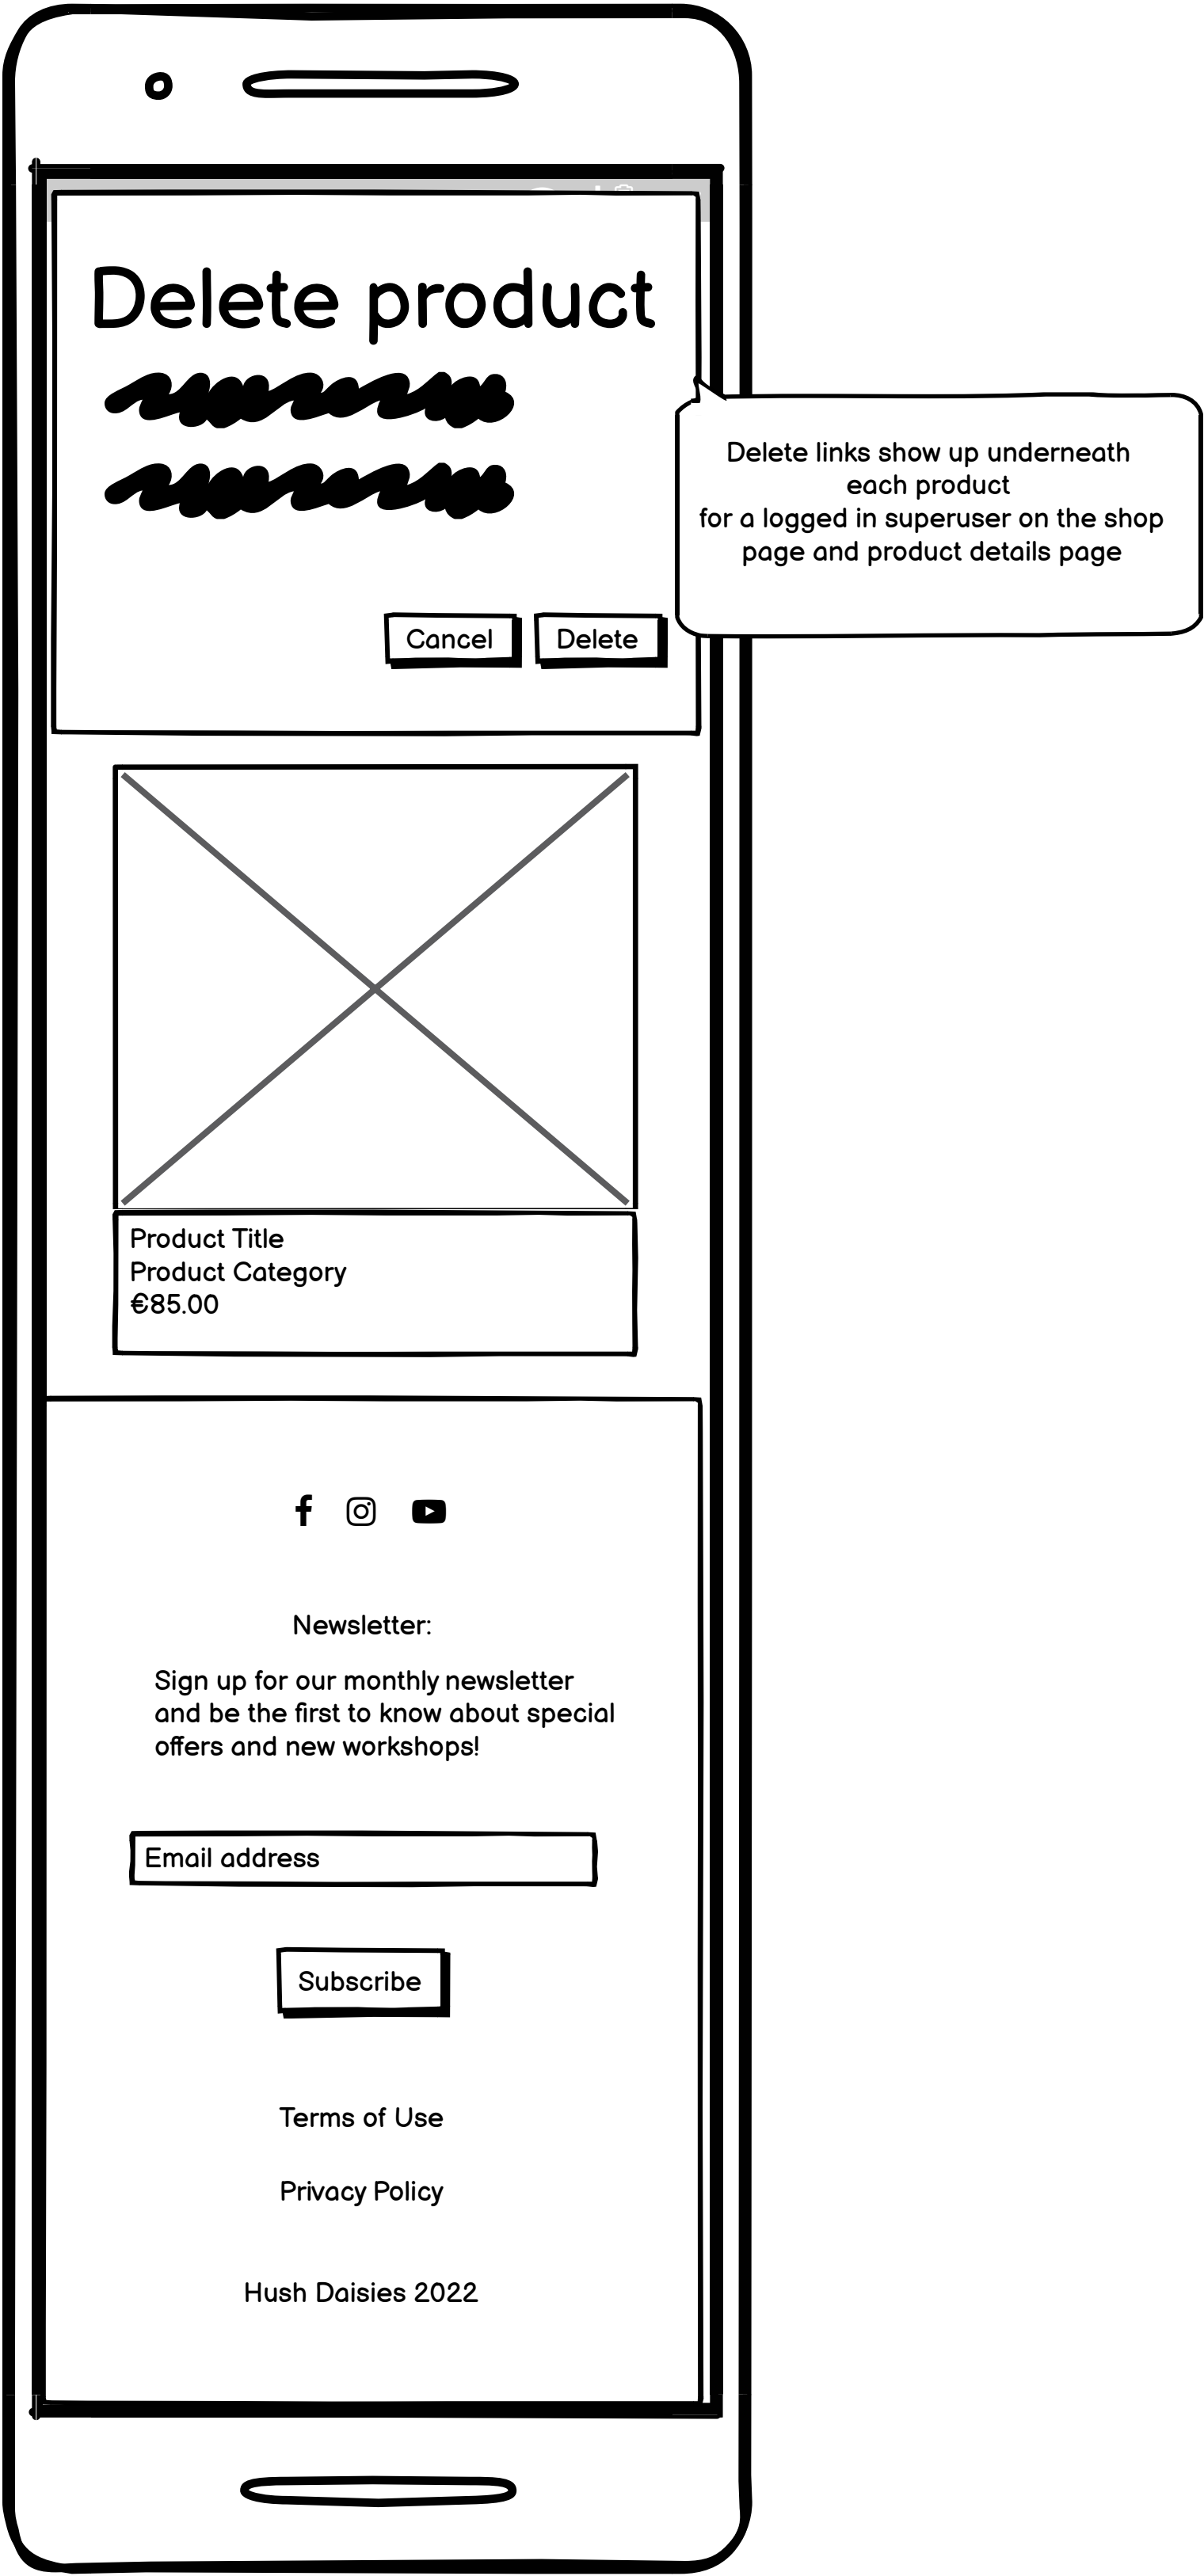 Delete product
Delete links show up underneath
each product
for a logged in superuser on the shop
page and product details page
Cancel
Delete
Product Title
Product Category
€85.00
Newsletter:
Sign up for our monthly newsletter
and be the first to know about special
offers and new workshops!
Email address
Subscribe
Terms of Use
Privacy Policy
Hush Daisies 2022